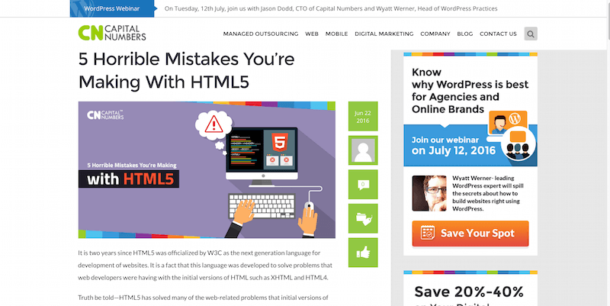 WordPress Webinar
On Tuesday, 12th July, join us with Jason Dodd, CTO of Capital Numbers and Wyatt Werner, Head of WordPress Practices
CN CAPITAL
NUMBERS
MANAGED OUTSOURCING WEB MOBILE DIGITAL MARKETING COMPANY BLOG CONTACT US
5 Horrible Mistakes You're
Making With HTML5
CN CAPITAL
NUMBERS
5 Horrible Mistakes You're Making
with HTML5
Jun 22
2016
It is two years since HTML5 was officialized by W3C as the next generation language for
development of websites. It is a fact that this language was developed to solve problems that
web developers were having with the initial versions of HTML such as XHTML and HTML4.
Truth be told—HTML5 has solved many of the web-related problems that initial versions of
Know
why WordPress is best
for Agencies and
Online Brands
Join our webinar
on July 12, 2016
Wyatt Werner- leading
WordPress expert will spill
the secrets about how to
build websites right using
WordPress.
Save Your Spot
Save 20%-40%